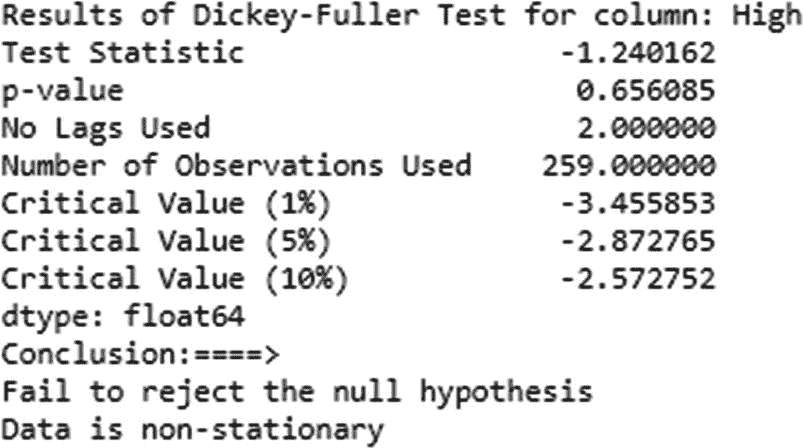 Results of Dickey-Fuller Test for column: High
Test Statistic -1.240162
p-value 0.656085
No Lags Used 2.000000
Number of Observations Used 259.000000
Critical Value (1%) -3.455853
Critical Value (5%) -2.872765
Critical Value (10%) -2.572752
dtype: float64
Conclusion:====>
Fail to reject the null hypothesis
Data is non-stationary